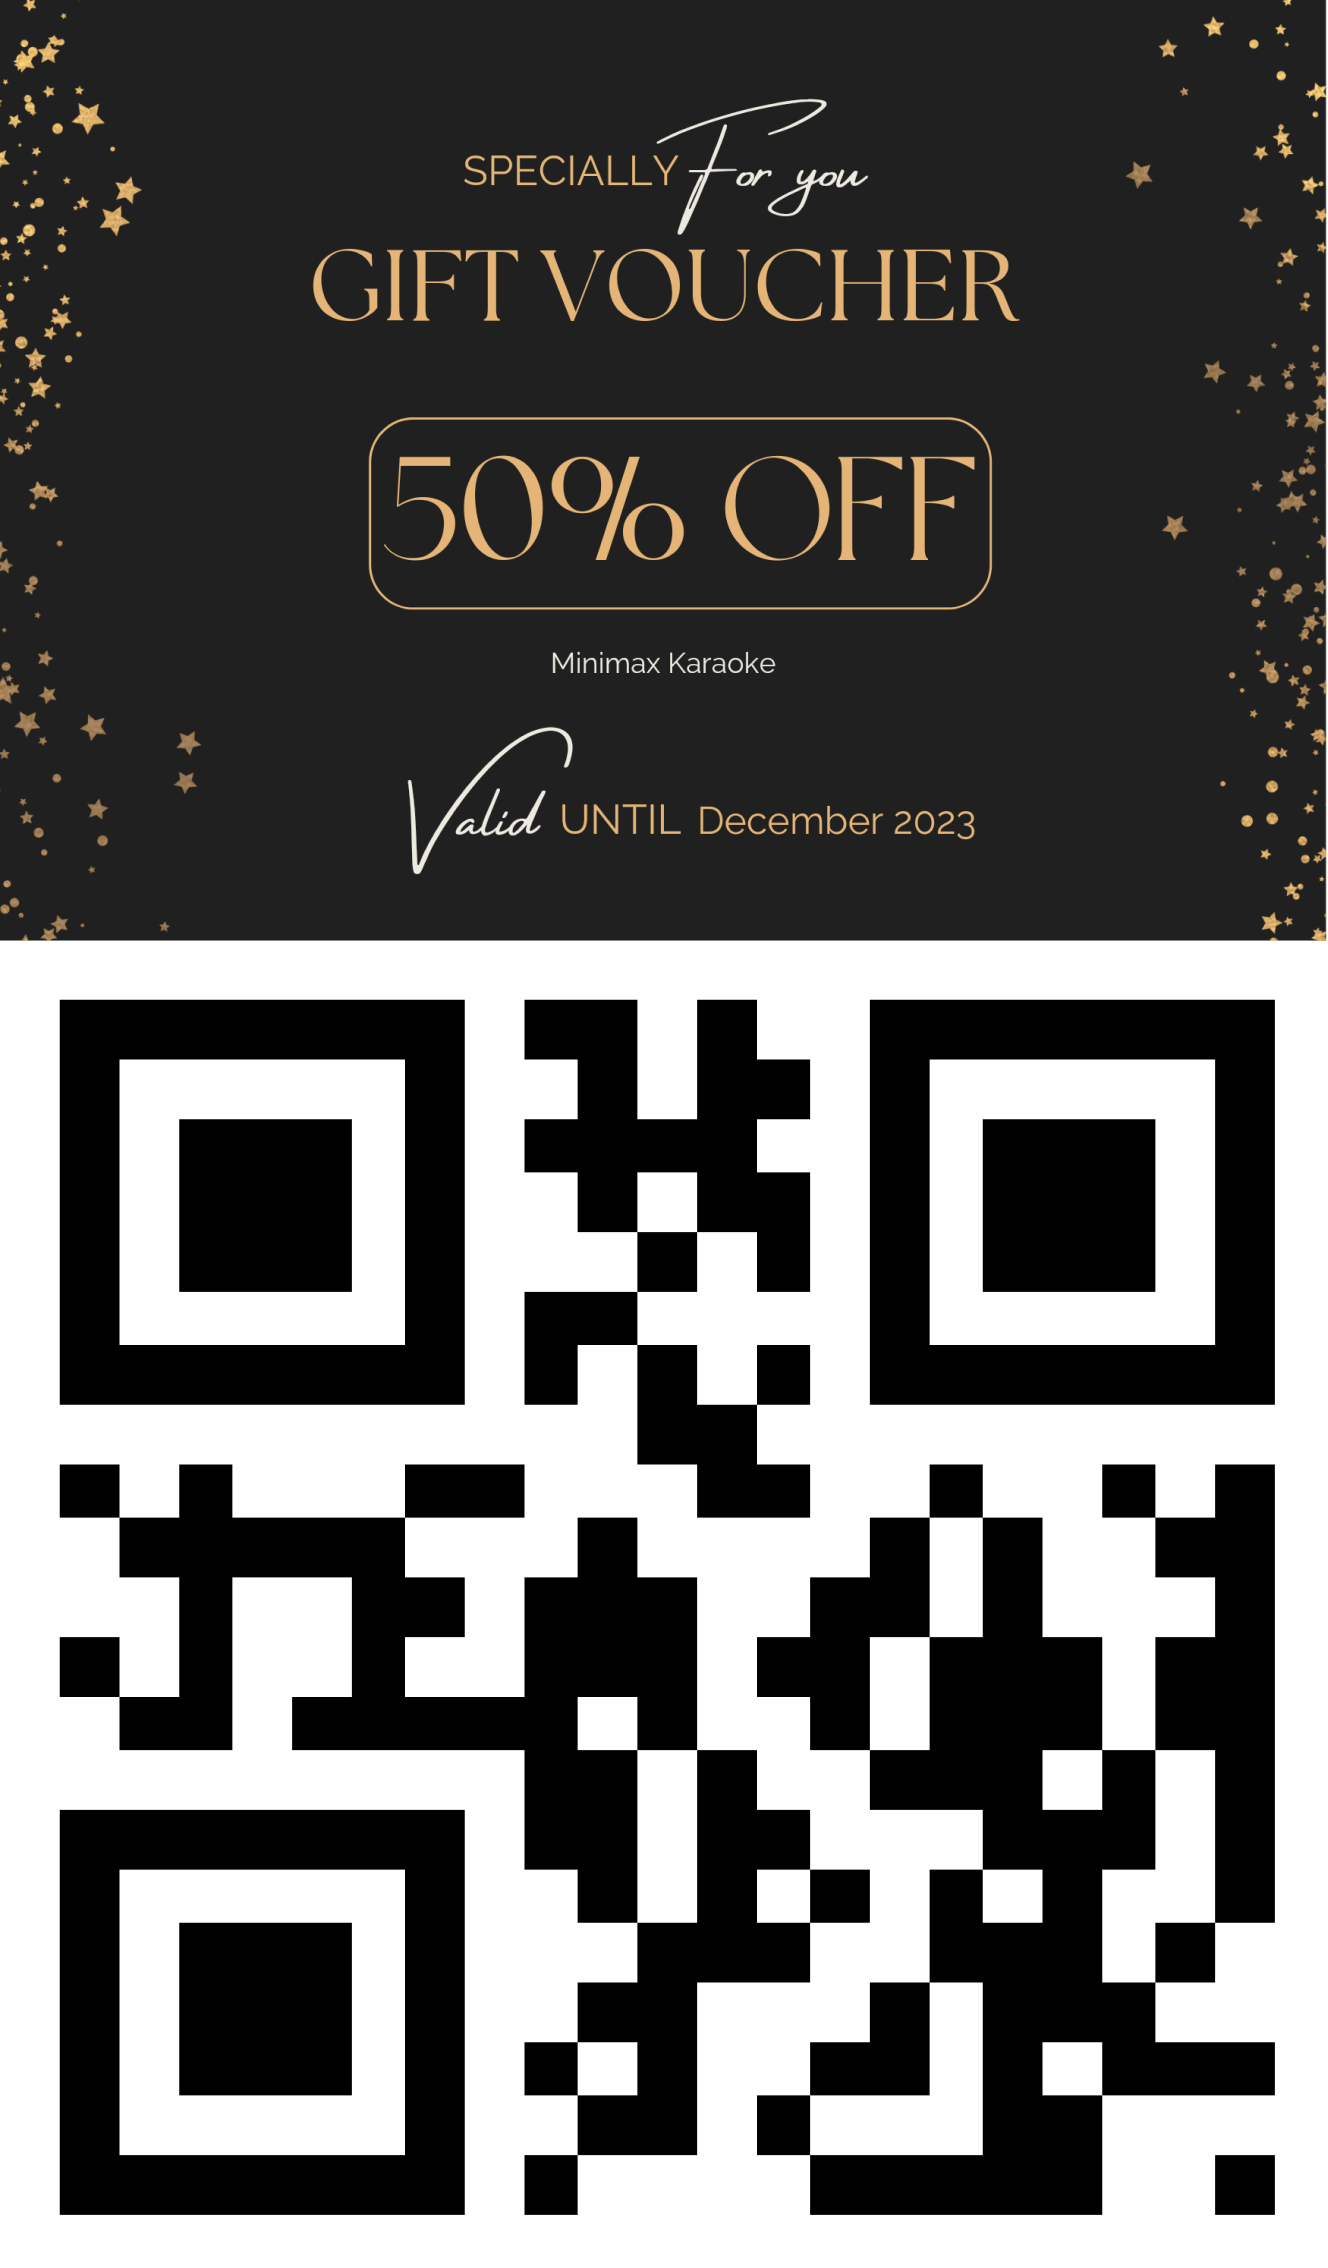 SPECIALLY For you
GIFT VOUCHER
50% OFF
Minimax Karaoke
Valid UNTIL December 2023